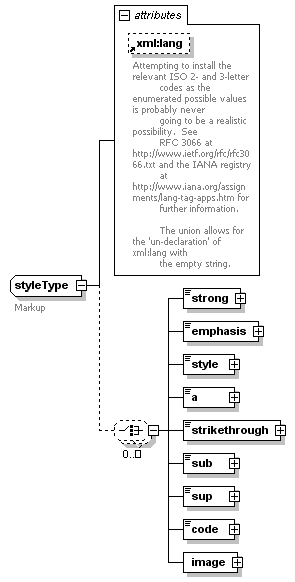 attributes
xml:lang
Attempting to install the
relevant ISO 2- and 3-letter
codes as the
enumerated possible values
is probably never
going to be a realistic
possibility. See
RFC 3066 at
http://www.ietf.org/rfc/rfc30
66.txt and the IANA registry
at
http://www.iana.org/assign
ments/lang-tag-apps.htm for
further information.
The union allows for
the 'un-declaration' of
xml:lang with
the empty string.
styleType
Markup
strong
emphasis
style
a
strikethrough
0..□
sub
sup
code
image